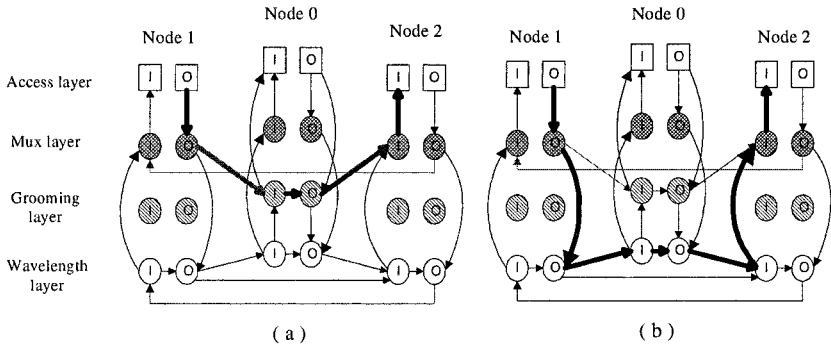 Node 0
Node 1
Node 2
Access layer
Mux layer
Grooming
layer
Wavelength
layer
I O I O I O
I O I O I O
I O I O I O
I O I O I O
( a )
Node 0
Node 1
Node 2
I O I O I O
I O I O I O
I O I O I O
I O I O I O
( b )